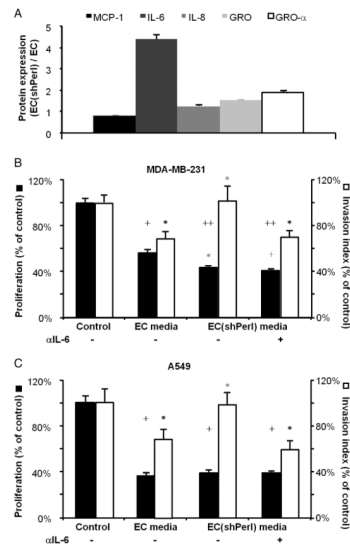 A
MCP-1 IL-6 IL-8 GRO GRO-α
Protein expression
(EC(shPerl) / EC)
5
4
3
2
1
0
B
MDA-MB-231
Proliferation (% of control)
Invasion index (% of control)
120% 120%
+ * ++ * ++ *
80% 80%
* +
40% 40%
0% 0%
Control EC media EC(shPerl) media
αIL-6 - - - +
C
A549
Proliferation (% of control)
Invasion index (% of control)
120% 120%
+ * + * + *
80% 80%
40% 40%
0% 0%
Control EC media EC(shPerl) media
αIL-6 - - - +